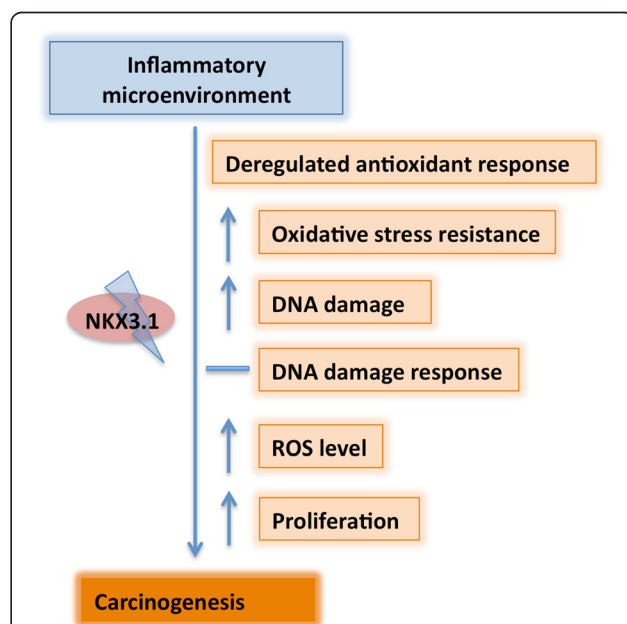 Inflammatory
microenvironment
Deregulated antioxidant response
Oxidative stress resistance
DNA damage
NKX3.1
DNA damage response
ROS level
Proliferation
Carcinogenesis